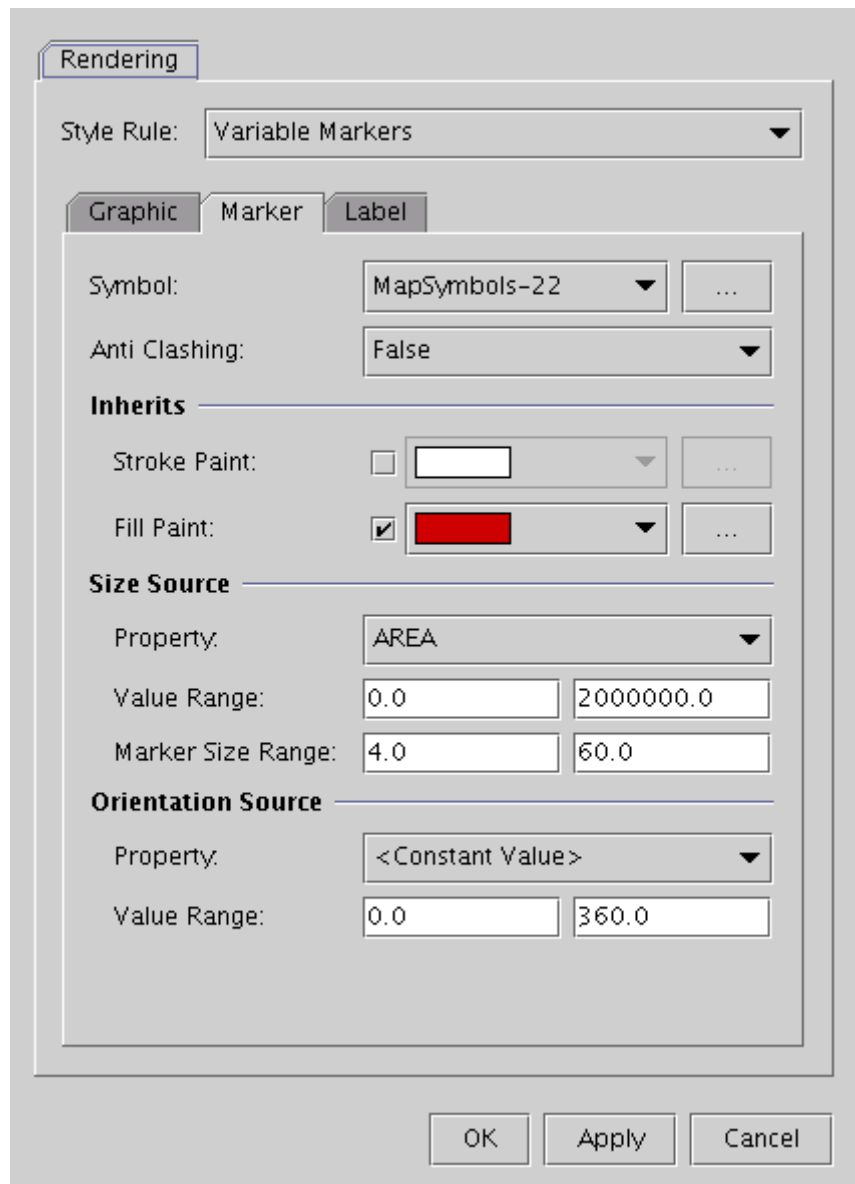 Rendering
Style Rule: Variable Markers
Graphic Marker Label
Symbol: MapSymbols-22 ...
Anti Clashing: False
Inherits
Stroke Paint: ...
Fill Paint: ...
Size Source
Property: AREA
Value Range: 0.0 2000000.0
Marker Size Range: 4.0 60.0
Orientation Source
Property: <Constant Value>
Value Range: 0.0 360.0
OK Apply Cancel